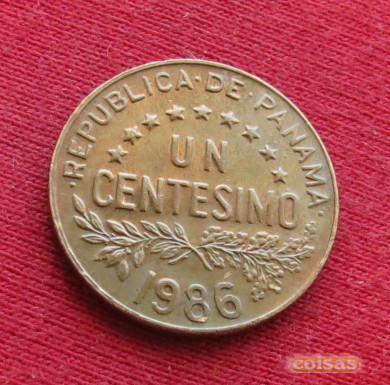 ·REPUBLICA·DE·PANAMA·
UN
CENTESIMO
1986
coisas